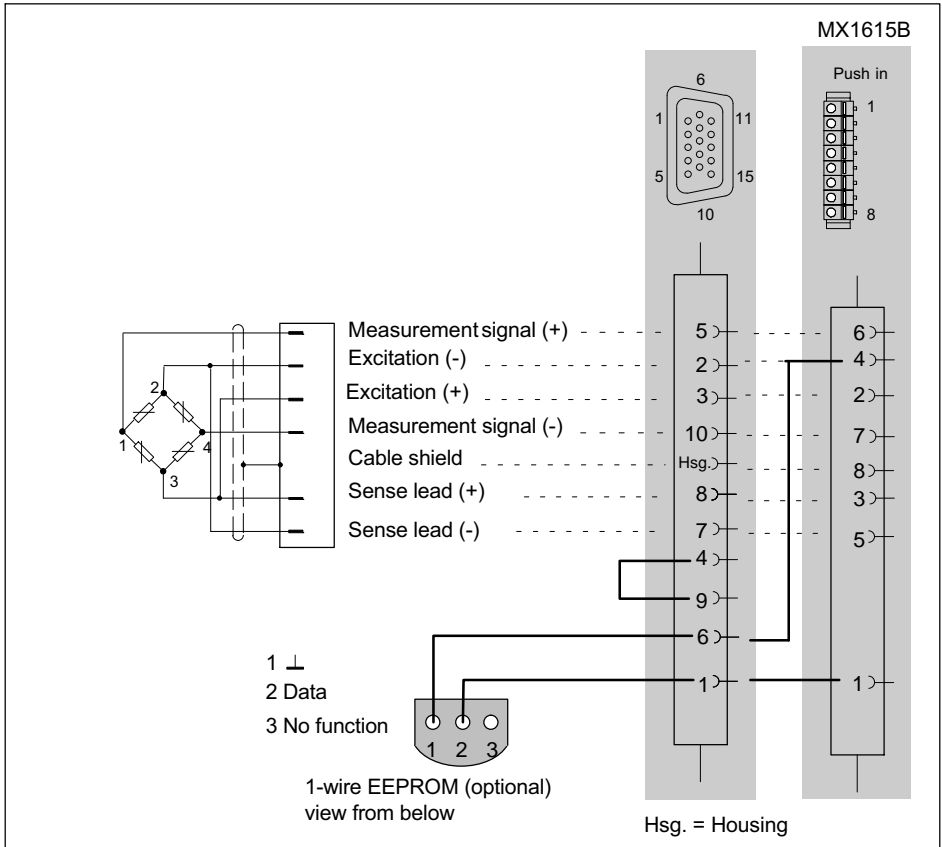 MX1615B
Push in
6
1
11
5
15
10
1
8
Measurement signal (+) 5 6
Excitation (-) 2 4
Excitation (+) 3 2
Measurement signal (-) 10 7
Cable shield Hsg. 8
Sense lead (+) 8 3
Sense lead (-) 7 5
4
9
6
1 1
2
1
4
3
1 ⊥
2 Data
3 No function
1 2 3
1-wire EEPROM (optional)
view from below
Hsg. = Housing